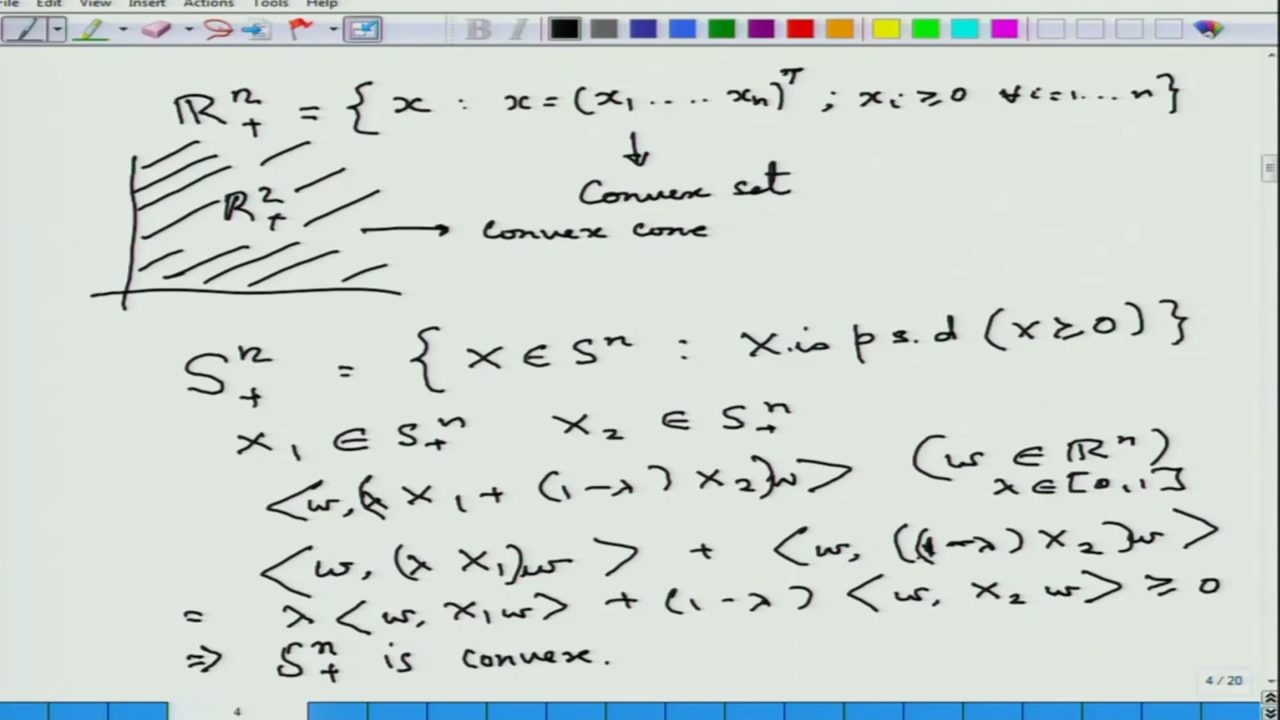 File Edit View Insert Actions Tools Help
ℝⁿ₊ = { x : x = (x₁ .... xₙ)ᵀ ; xᵢ ≥ 0 ∀ i = 1 ... n }
Convex set
ℝ²₊
Convex cone
Sⁿ₊ = { X ∈ Sⁿ : X is p s.d (X ≥ 0) }
X₁ ∈ Sⁿ₊ X₂ ∈ Sⁿ₊
<w, (λ X₁ + (1-λ) X₂)w> (w ∈ ℝⁿ)
λ ∈ [0,1]
<w, (λ X₁)w> + <w, ((1-λ) X₂)w>
= λ <w, X₁w> + (1-λ) <w, X₂ w> ≥ 0
⇒ Sⁿ₊ is convex.
4 / 20
4